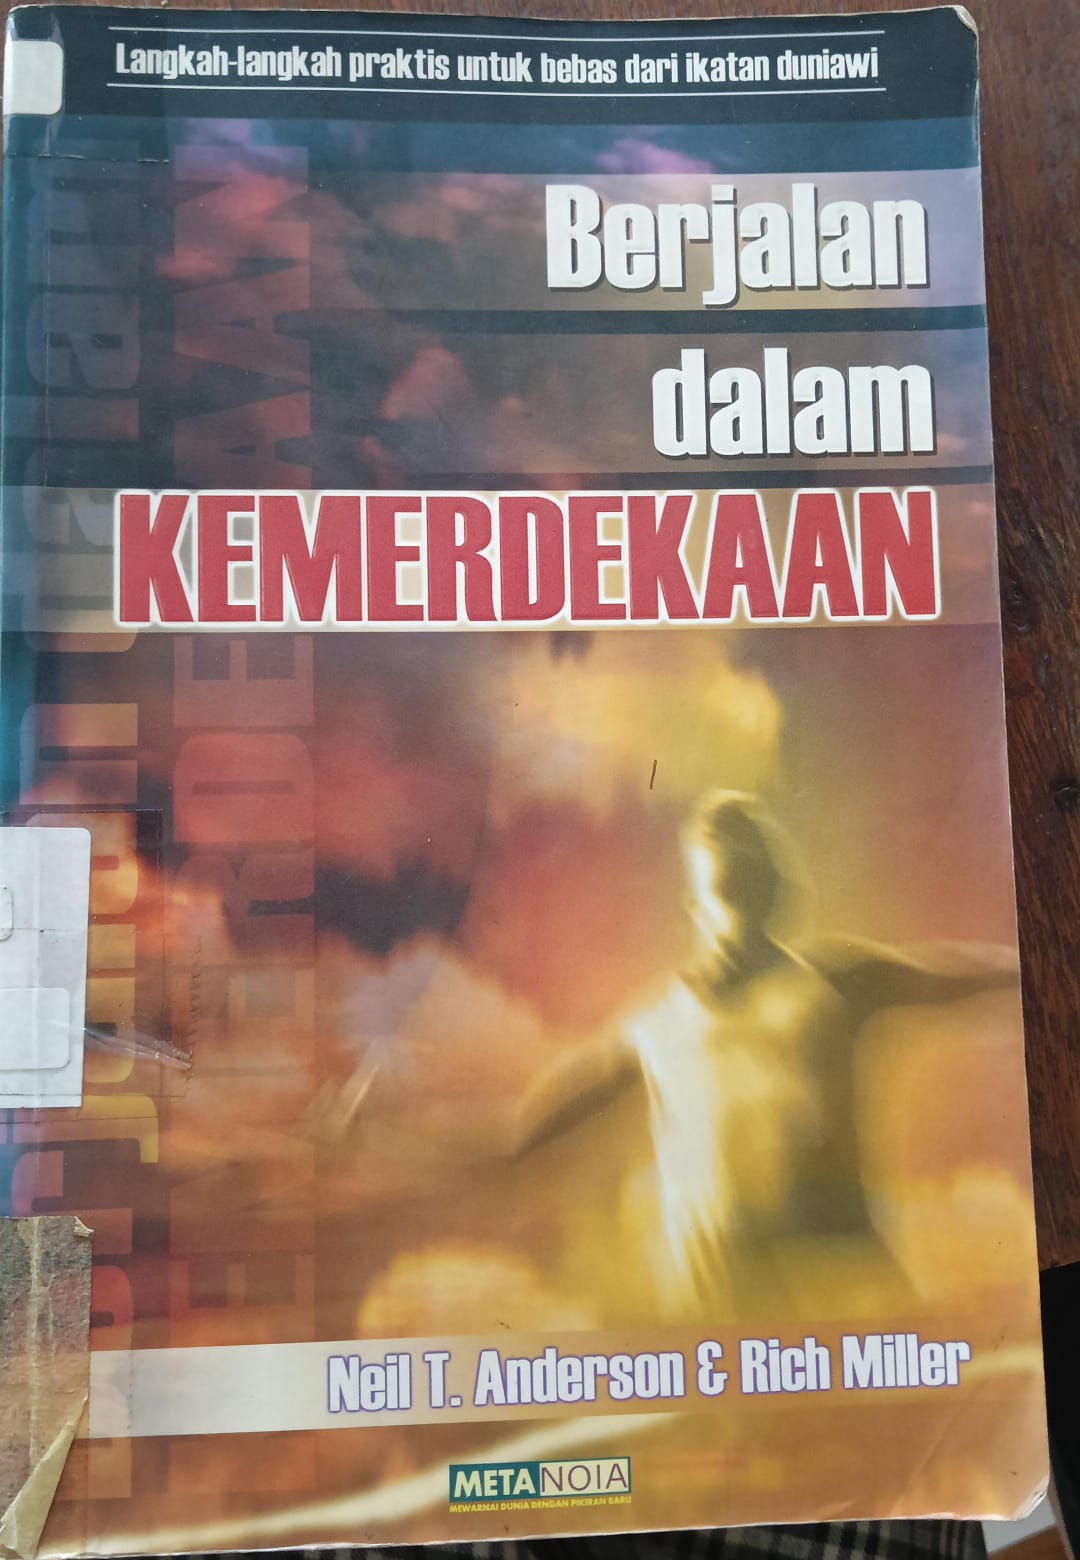 Langkah-langkah praktis untuk bebas dari ikatan duniawi
Berjalan
dalam
KEMERDEKAAN
Neil T. Anderson & Rich Miller
METANOIA
MEWARNAI DUNIA DENGAN PIKIRAN BARU